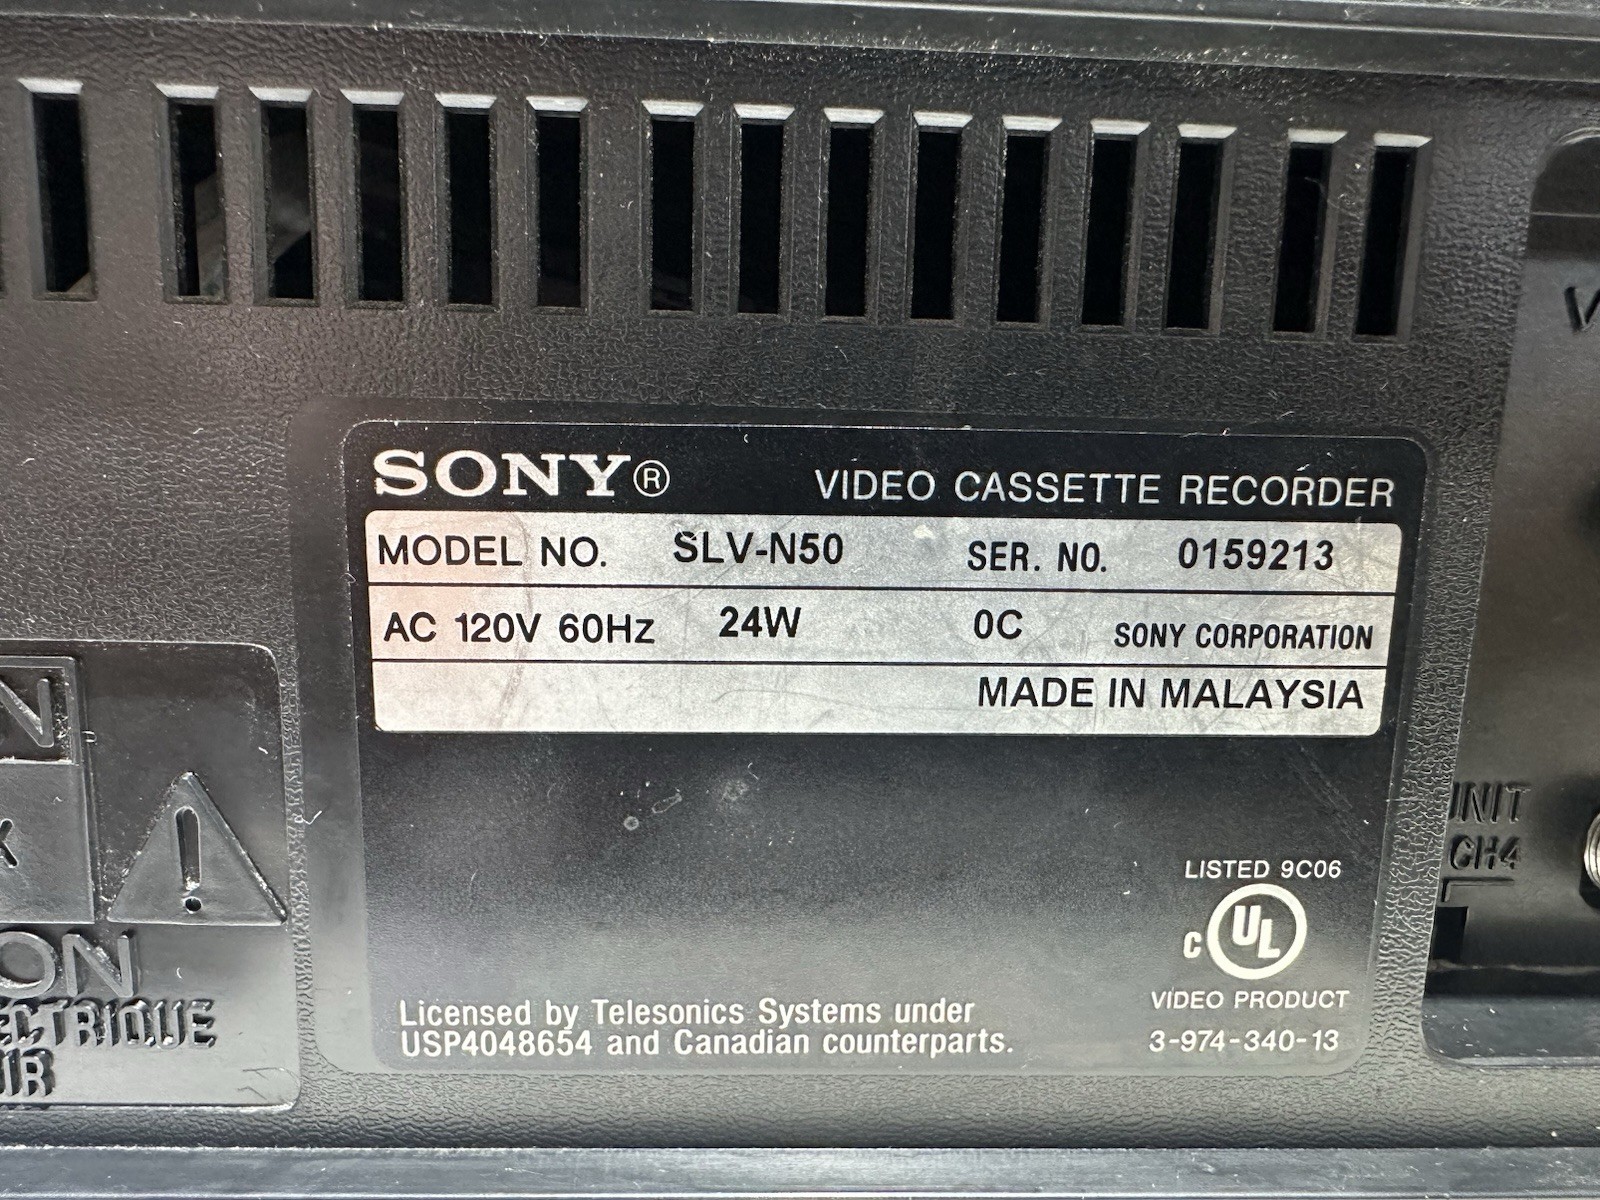 SONY®
VIDEO CASSETTE RECORDER
MODEL NO. SLV-N50 SER. NO. 0159213
AC 120V 60Hz 24W 0C SONY CORPORATION
MADE IN MALAYSIA
LISTED 9C06
C UL
VIDEO PRODUCT
3-974-340-13
Licensed by Telesonics Systems under
USP4048654 and Canadian counterparts.
CH4